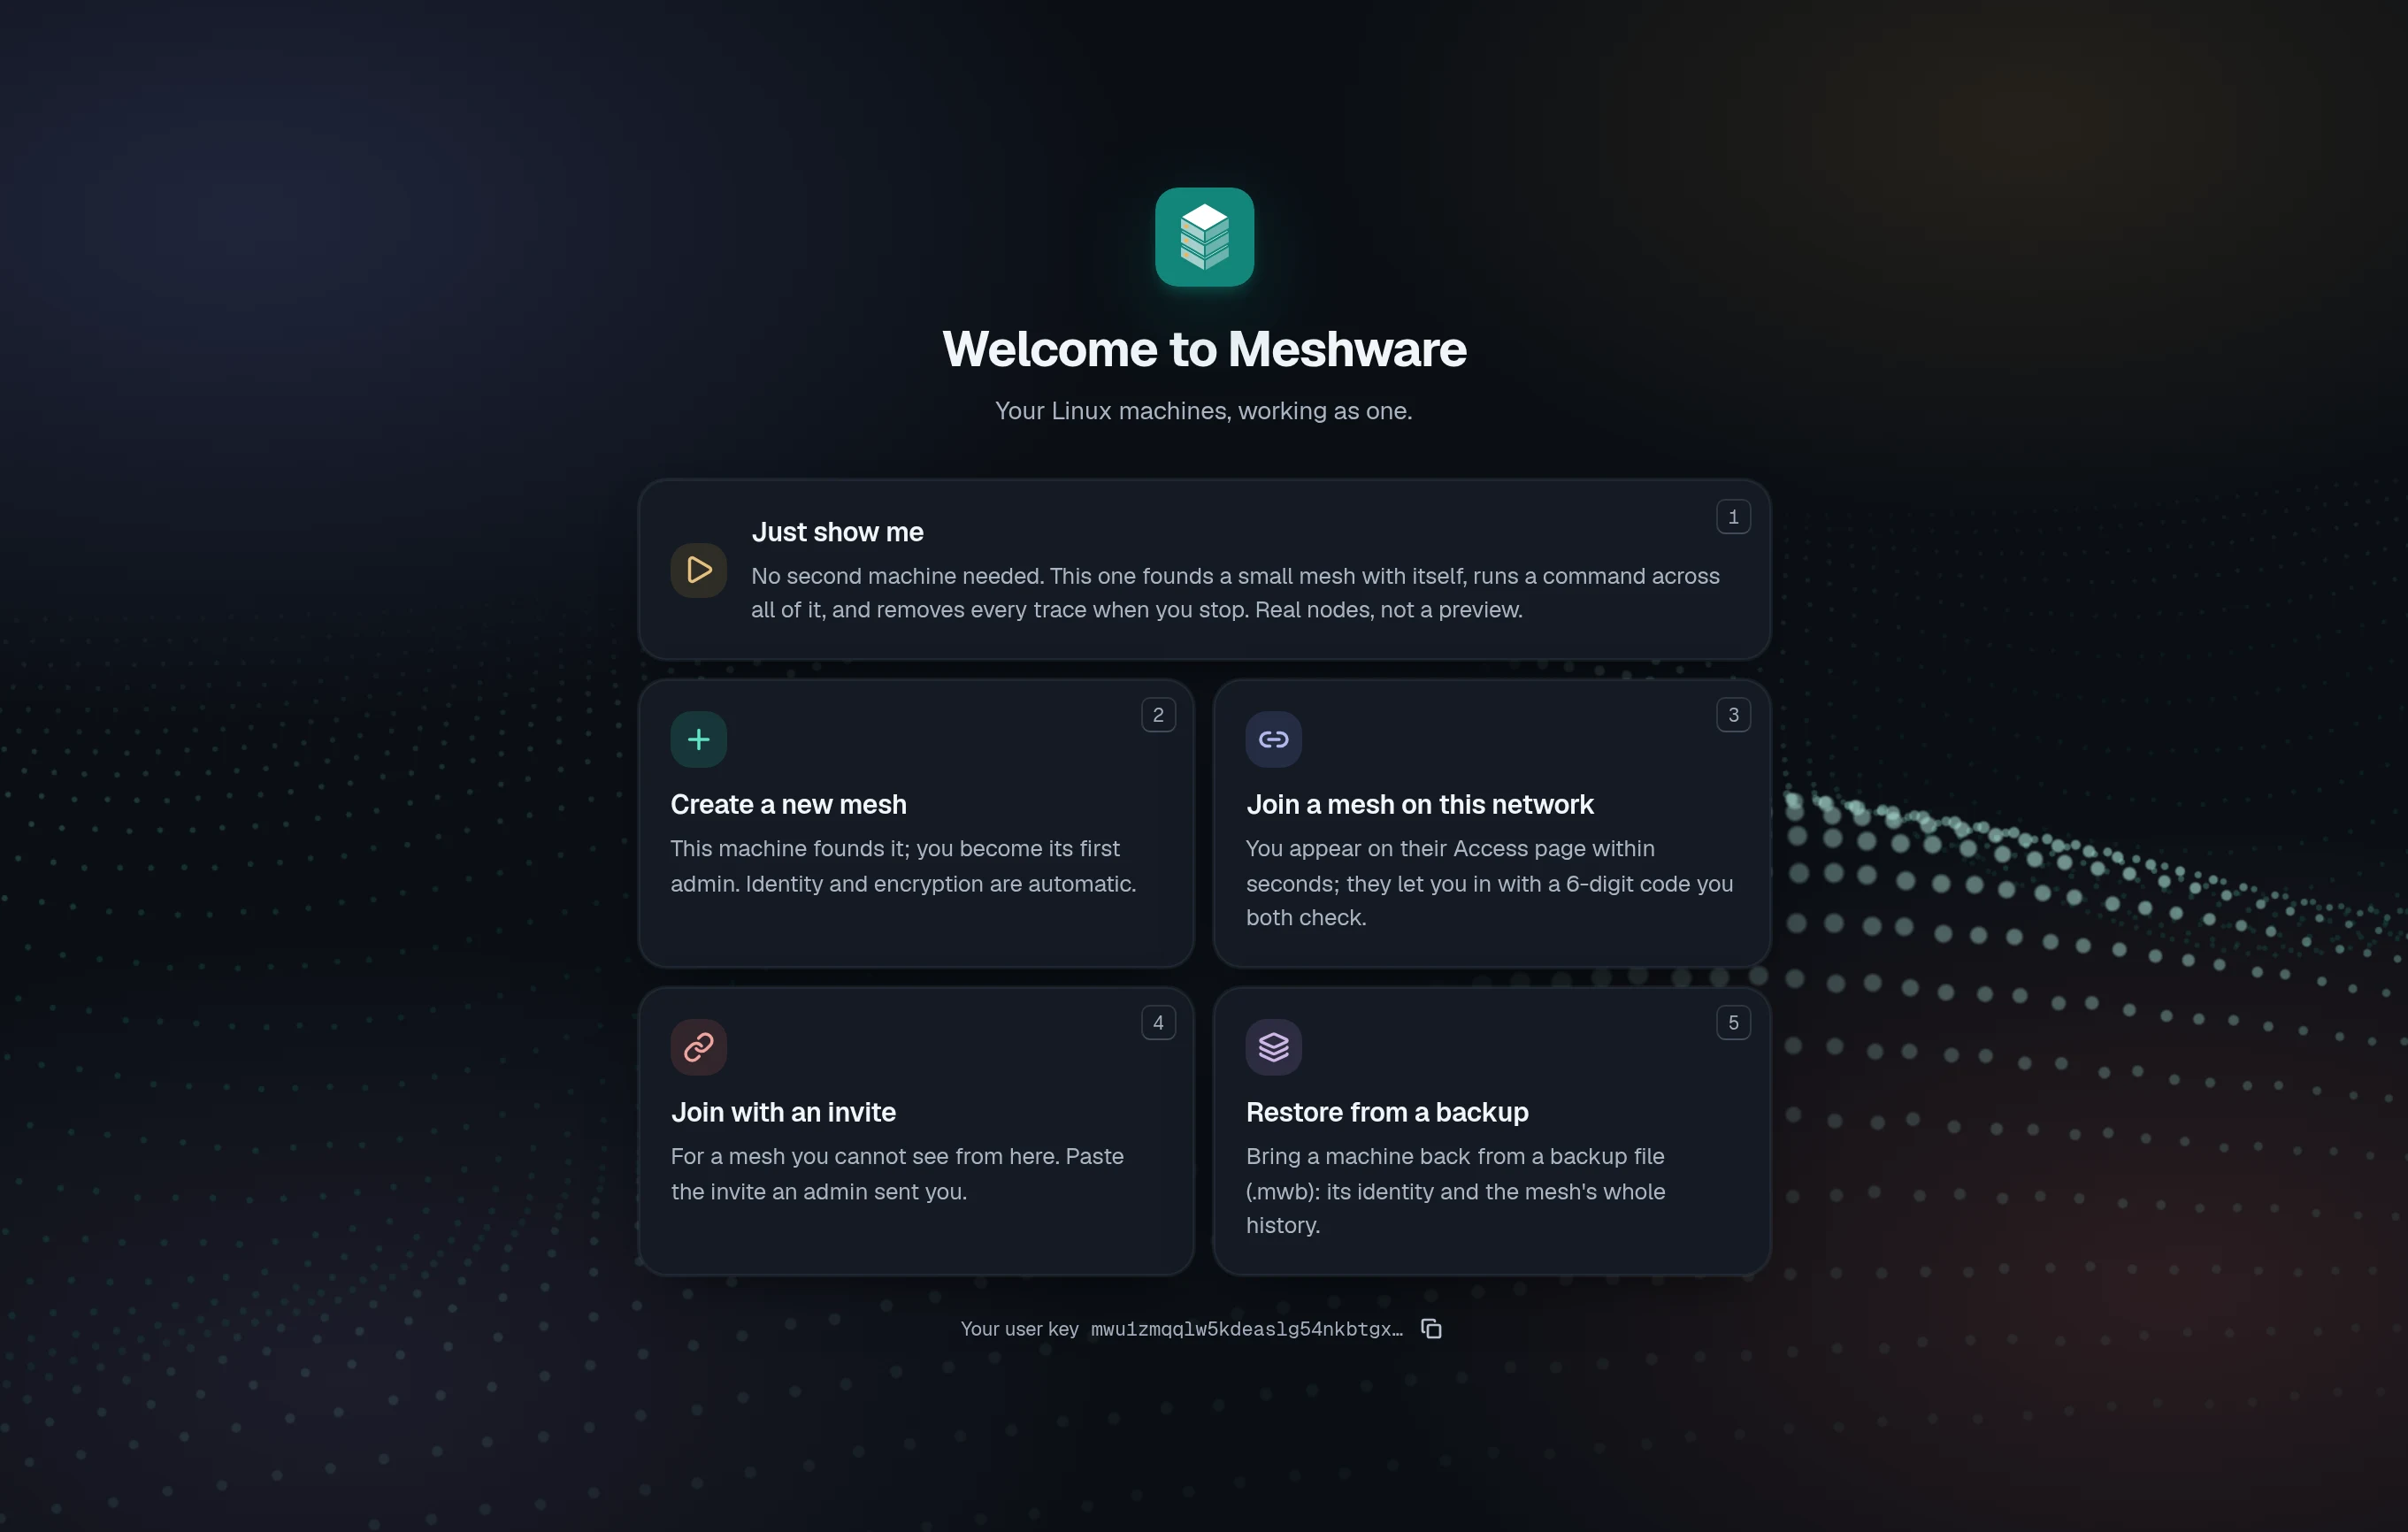 Welcome to Meshware
Your Linux machines, working as one.
1
Just show me
No second machine needed. This one founds a small mesh with itself, runs a command across
all of it, and removes every trace when you stop. Real nodes, not a preview.
2
Create a new mesh
This machine founds it; you become its first
admin. Identity and encryption are automatic.
3
Join a mesh on this network
You appear on their Access page within
seconds; they let you in with a 6-digit code you
both check.
4
Join with an invite
For a mesh you cannot see from here. Paste
the invite an admin sent you.
5
Restore from a backup
Bring a machine back from a backup file
(.mwb): its identity and the mesh's whole
history.
Your user key mwu1zmqqlw5kdeaslg54nkbtgx…